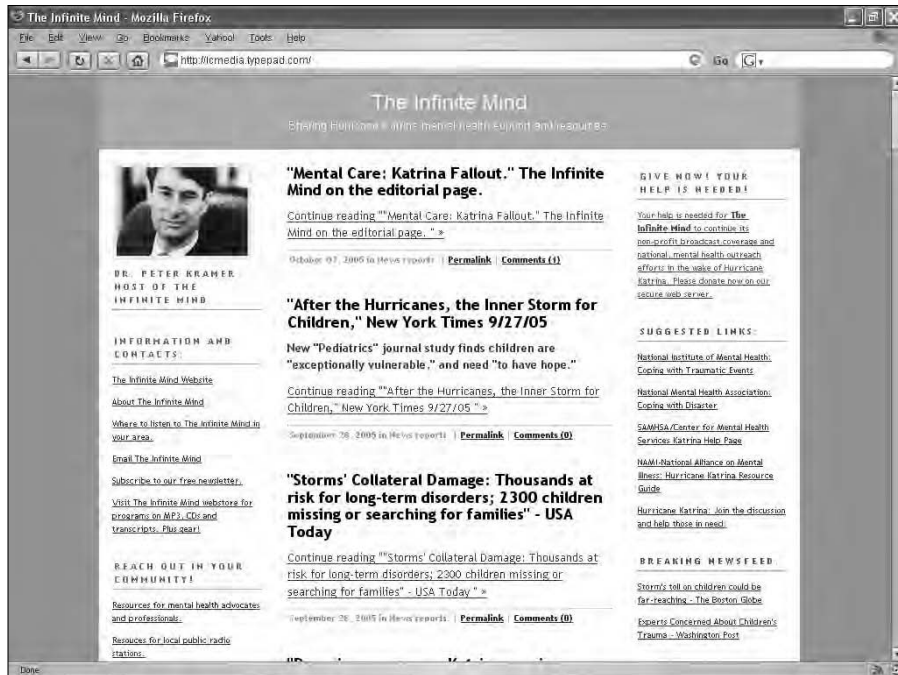 The Infinite Mind - Mozilla Firefox
File Edit View Go Bookmarks Yahoo! Tools Help
http://lcmedia.typepad.com/
Go
G
The Infinite Mind
Sharing Hurricane Katrina mental health support and resources
DR. PETER KRAMER
HOST OF THE
INFINITE MIND
INFORMATION AND
CONTACTS:
The Infinite Mind Website
About The Infinite Mind
Where to listen to The Infinite Mind in
your area.
Email The Infinite Mind
Subscribe to our free newsletter.
Visit The Infinite Mind webstore for
programs on MP3, CDs and
transcripts. Plus gear!
REACH OUT IN YOUR
COMMUNITY!
Resources for mental health advocates
and professionals.
Resouces for local public radio
stations.
"Mental Care: Katrina Fallout." The Infinite
Mind on the editorial page.
Continue reading ""Mental Care: Katrina Fallout." The Infinite
Mind on the editorial page. " »
October 07, 2005 in News reports | Permalink | Comments (1)
"After the Hurricanes, the Inner Storm for
Children," New York Times 9/27/05
New "Pediatrics" journal study finds children are
"exceptionally vulnerable," and need "to have hope."
Continue reading ""After the Hurricanes, the Inner Storm for
Children," New York Times 9/27/05 " »
September 28, 2005 in News reports | Permalink | Comments (0)
"Storms' Collateral Damage: Thousands at
risk for long-term disorders; 2300 children
missing or searching for families" - USA
Today
Continue reading ""Storms' Collateral Damage: Thousands at
risk for long-term disorders; 2300 children missing or
searching for families" - USA Today " »
September 28, 2005 in News reports | Permalink | Comments (0)
GIVE NOW! YOUR
HELP IS NEEDED!
Your help is needed for The
Infinite Mind to continue its
non-profit broadcast coverage and
national, mental health outreach
efforts in the wake of Hurricane
Katrina. Please donate now on our
secure web server.
SUGGESTED LINKS:
National Institute of Mental Health:
Coping with Traumatic Events
National Mental Health Association:
Coping with Disaster
SAMHSA/Center for Mental Health
Services Katrina Help Page
NAMI-National Alliance on Mental
Illness: Hurricane Katrina Resource
Guide
Hurricane Katrina: Join the discussion
and help those in need:
BREAKING NEWSFEED
Storm's toll on children could be
far-reaching - The Boston Globe
Experts Concerned About Children's
Trauma - Washington Post
Done